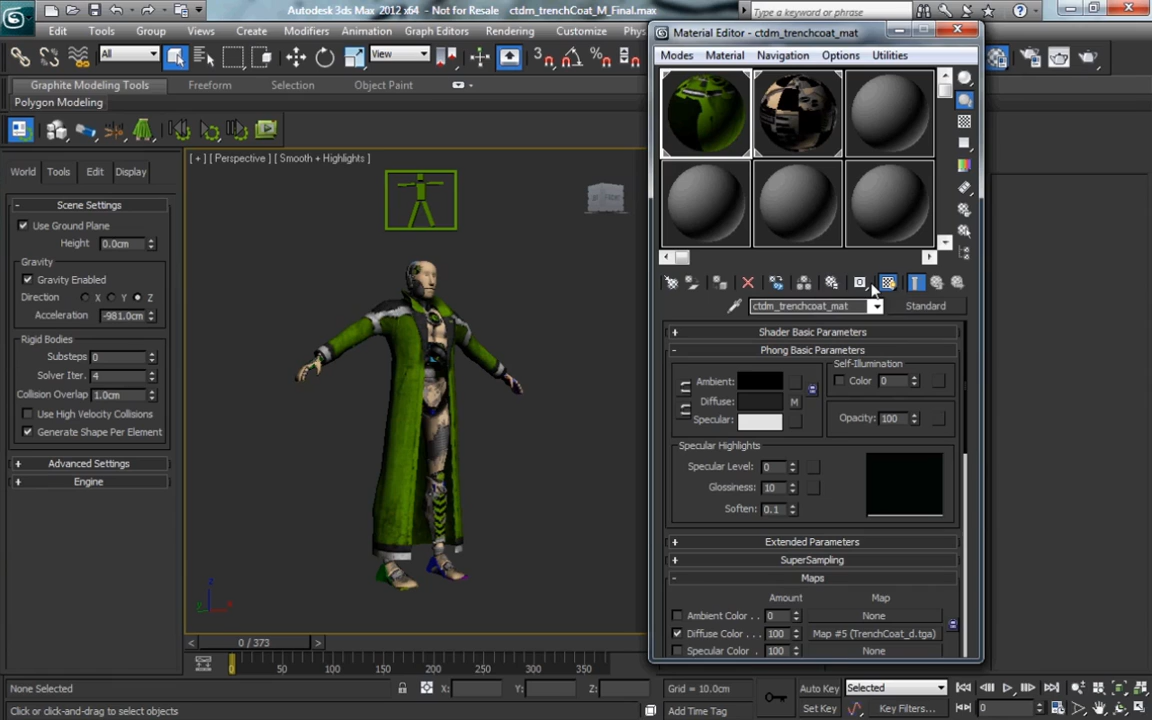 Autodesk 3ds Max 2012 x64 - Not for Resale ctdm_trenchCoat_M_Final.max
Type a keyword or phrase
Edit Tools Group Views Create Modifiers Animation Graph Editors Rendering Customize
All
View
Graphite Modeling Tools Freeform Selection Object Paint
Polygon Modeling
World Tools Edit Display
- Scene Settings
Use Ground Plane
Height 0.0cm
Gravity
Gravity Enabled
Direction X Y Z
Acceleration -981.0cm
Rigid Bodies
Substeps 0
Solver Iter. 4
Collision Overlap 1.0cm
Use High Velocity Collisions
Generate Shape Per Element
+ Advanced Settings
+ Engine
[ + ] [ Perspective ] [ Smooth + Highlights ]
Material Editor - ctdm_trenchcoat_mat
Modes Material Navigation Options Utilities
ctdm_trenchcoat_mat Standard
+ Shader Basic Parameters
- Phong Basic Parameters
Self-Illumination
Ambient: Color 0
Diffuse: M
Specular: Opacity: 100
Specular Highlights
Specular Level: 0
Glossiness: 10
Soften: 0.1
+ Extended Parameters
+ SuperSampling
- Maps
Amount Map
Ambient Color . . 0 None
Diffuse Color . . . 100 Map #5 (TrenchCoat_d.tga)
Specular Color . 100 None
< 0 / 373 >
0 50 100 150 200 250 300 350
None Selected X: Y: Z: Grid = 10.0cm Auto Key Selected
Click or click-and-drag to select objects Add Time Tag Set Key Key Filters... 0